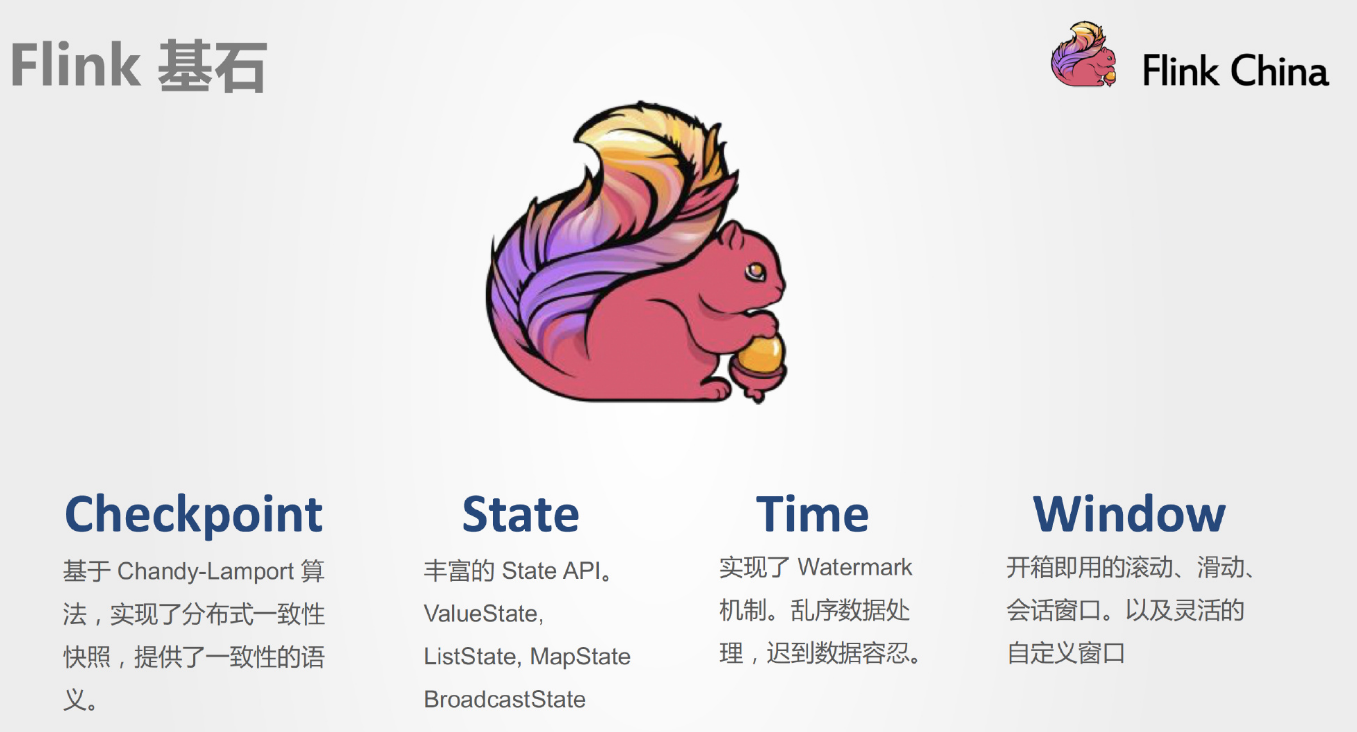 Flink 基石
Flink China
Checkpoint
基于 Chandy-Lamport 算
法，实现了分布式一致性
快照，提供了一致性的语
义。
State
丰富的 State API。
ValueState,
ListState, MapState
BroadcastState
Time
实现了 Watermark
机制。乱序数据处
理，迟到数据容忍。
Window
开箱即用的滚动、滑动、
会话窗口。以及灵活的
自定义窗口